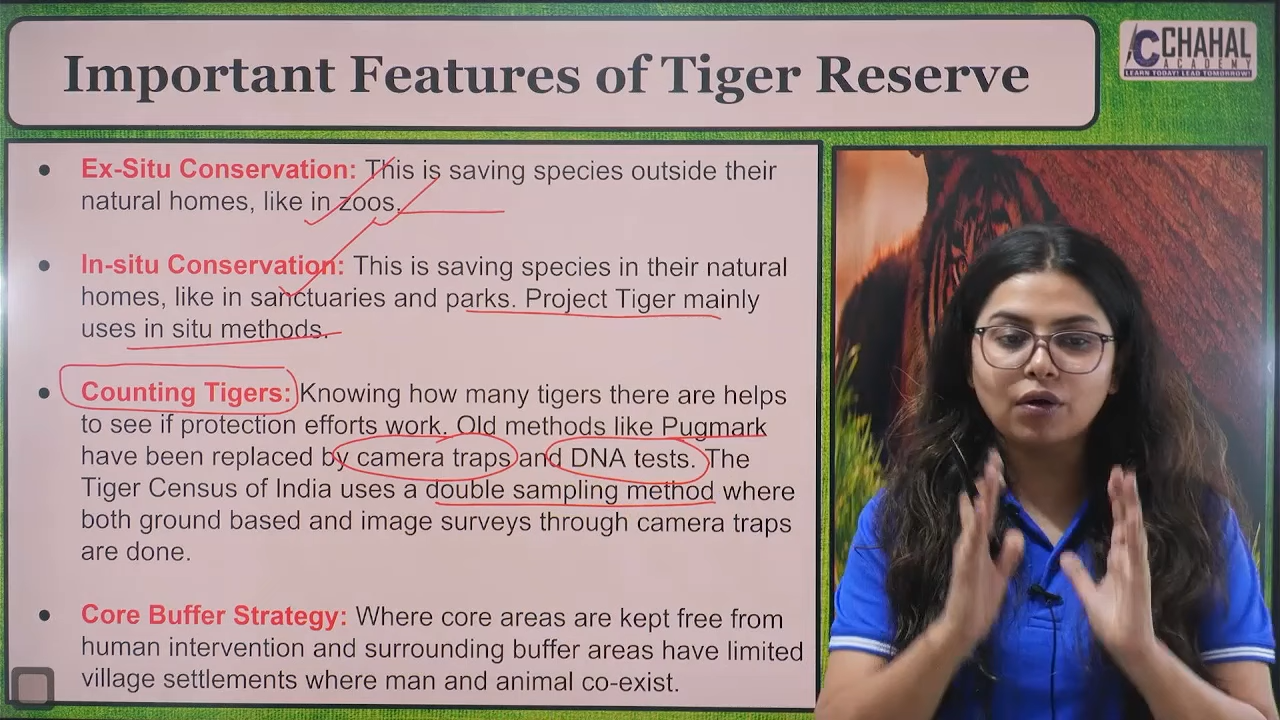 Important Features of Tiger Reserve
CHAHAL
ACADEMY
LEARN TODAY! LEAD TOMORROW!
Ex-Situ Conservation: This is saving species outside their
natural homes, like in zoos.
In-situ Conservation: This is saving species in their natural
homes, like in sanctuaries and parks. Project Tiger mainly
uses in situ methods.
Counting Tigers: Knowing how many tigers there are helps
to see if protection efforts work. Old methods like Pugmark
have been replaced by camera traps and DNA tests. The
Tiger Census of India uses a double sampling method where
both ground based and image surveys through camera traps
are done.
Core Buffer Strategy: Where core areas are kept free from
human intervention and surrounding buffer areas have limited
village settlements where man and animal co-exist.